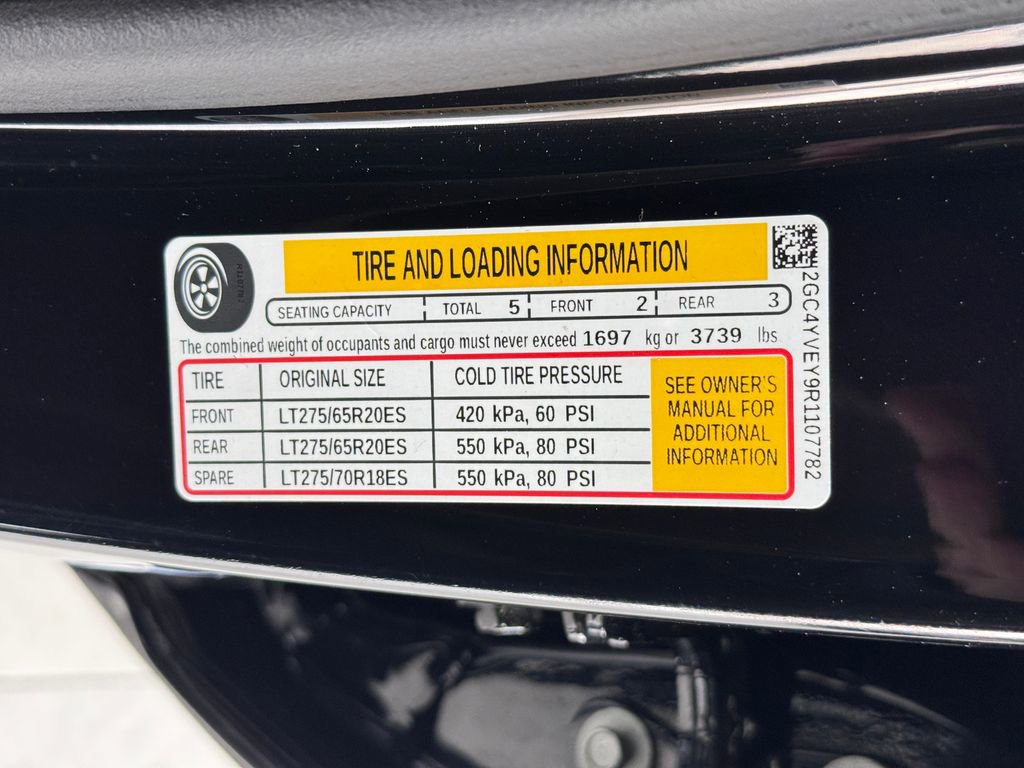 TIRE AND LOADING INFORMATION
SEATING CAPACITY TOTAL 5 FRONT 2 REAR 3
The combined weight of occupants and cargo must never exceed 1697 kg or 3739 lbs
TIRE ORIGINAL SIZE COLD TIRE PRESSURE
FRONT LT275/65R20ES 420 kPa, 60 PSI
REAR LT275/65R20ES 550 kPa, 80 PSI
SPARE LT275/70R18ES 550 kPa, 80 PSI
SEE OWNER'S
MANUAL FOR
ADDITIONAL
INFORMATION
2GC4YVEY9R1107782